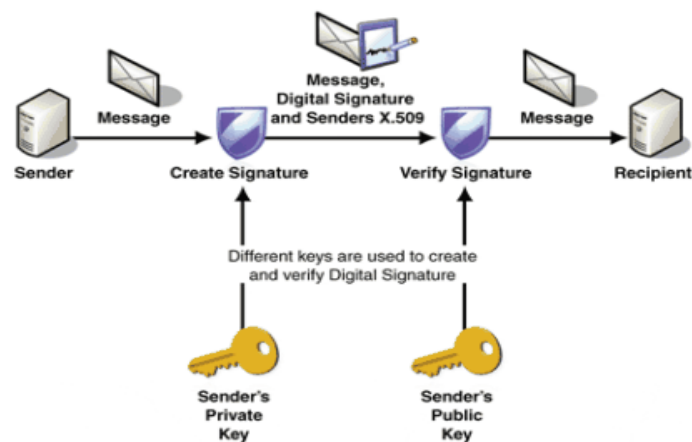 Message
Message,
Digital Signature
and Senders X.509
Message
Sender
Create Signature
Verify Signature
Recipient
Different keys are used to create
and verify Digital Signature
Sender's
Private
Key
Sender's
Public
Key